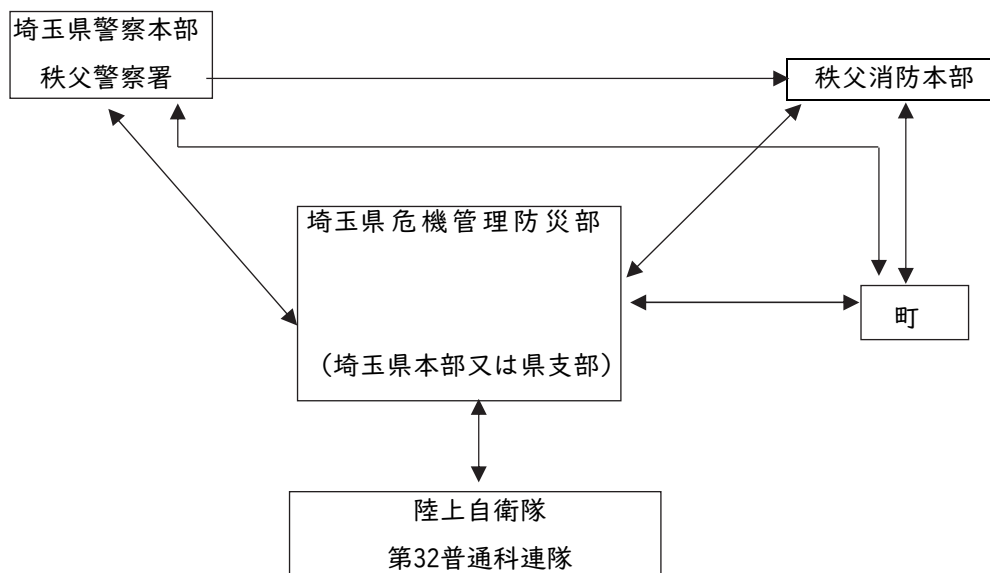 埼玉県警察本部
秩父警察署
秩父消防本部
埼玉県危機管理防災部
町
（埼玉県本部又は県支部）
陸上自衛隊
第32普通科連隊